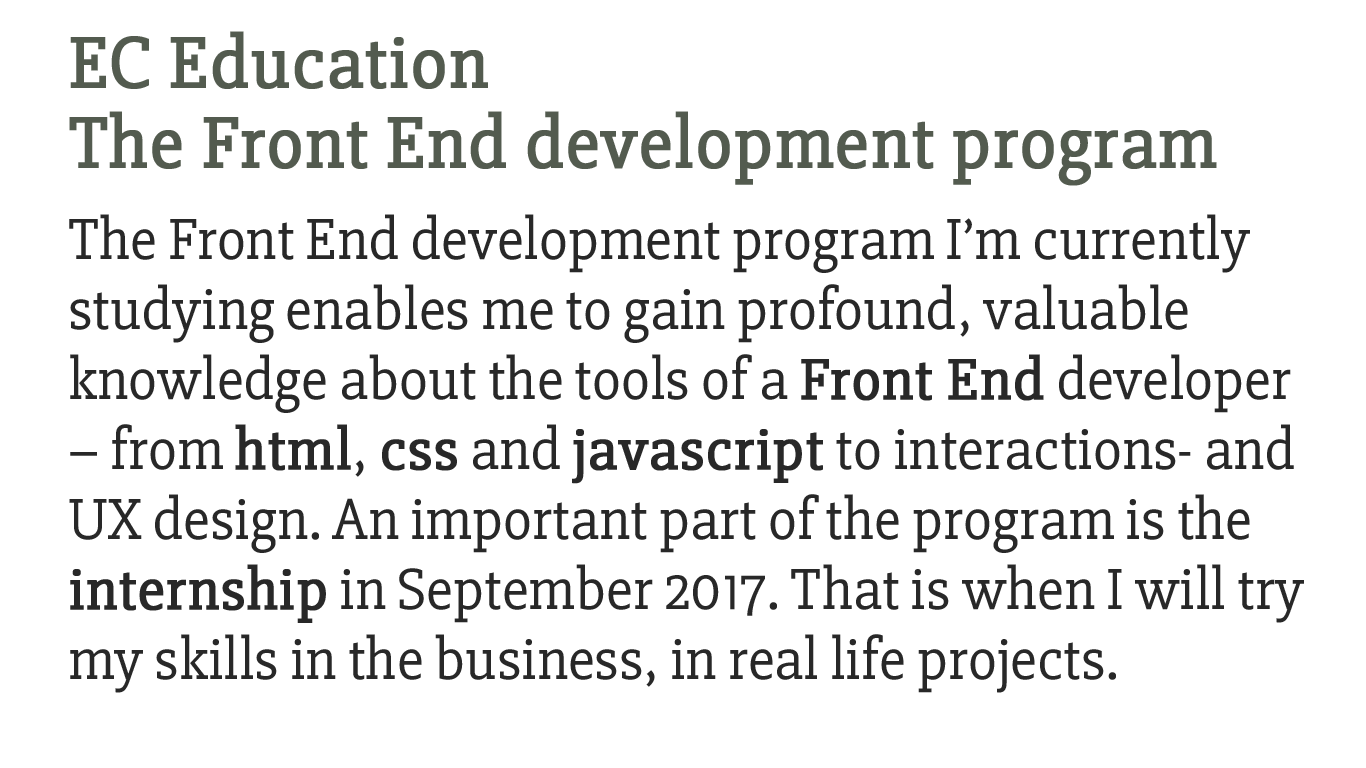 EC Education
The Front End development program
The Front End development program I’m currently
studying enables me to gain profound, valuable
knowledge about the tools of a Front End developer
– from html, css and javascript to interactions- and
UX design. An important part of the program is the
internship in September 2017. That is when I will try
my skills in the business, in real life projects.